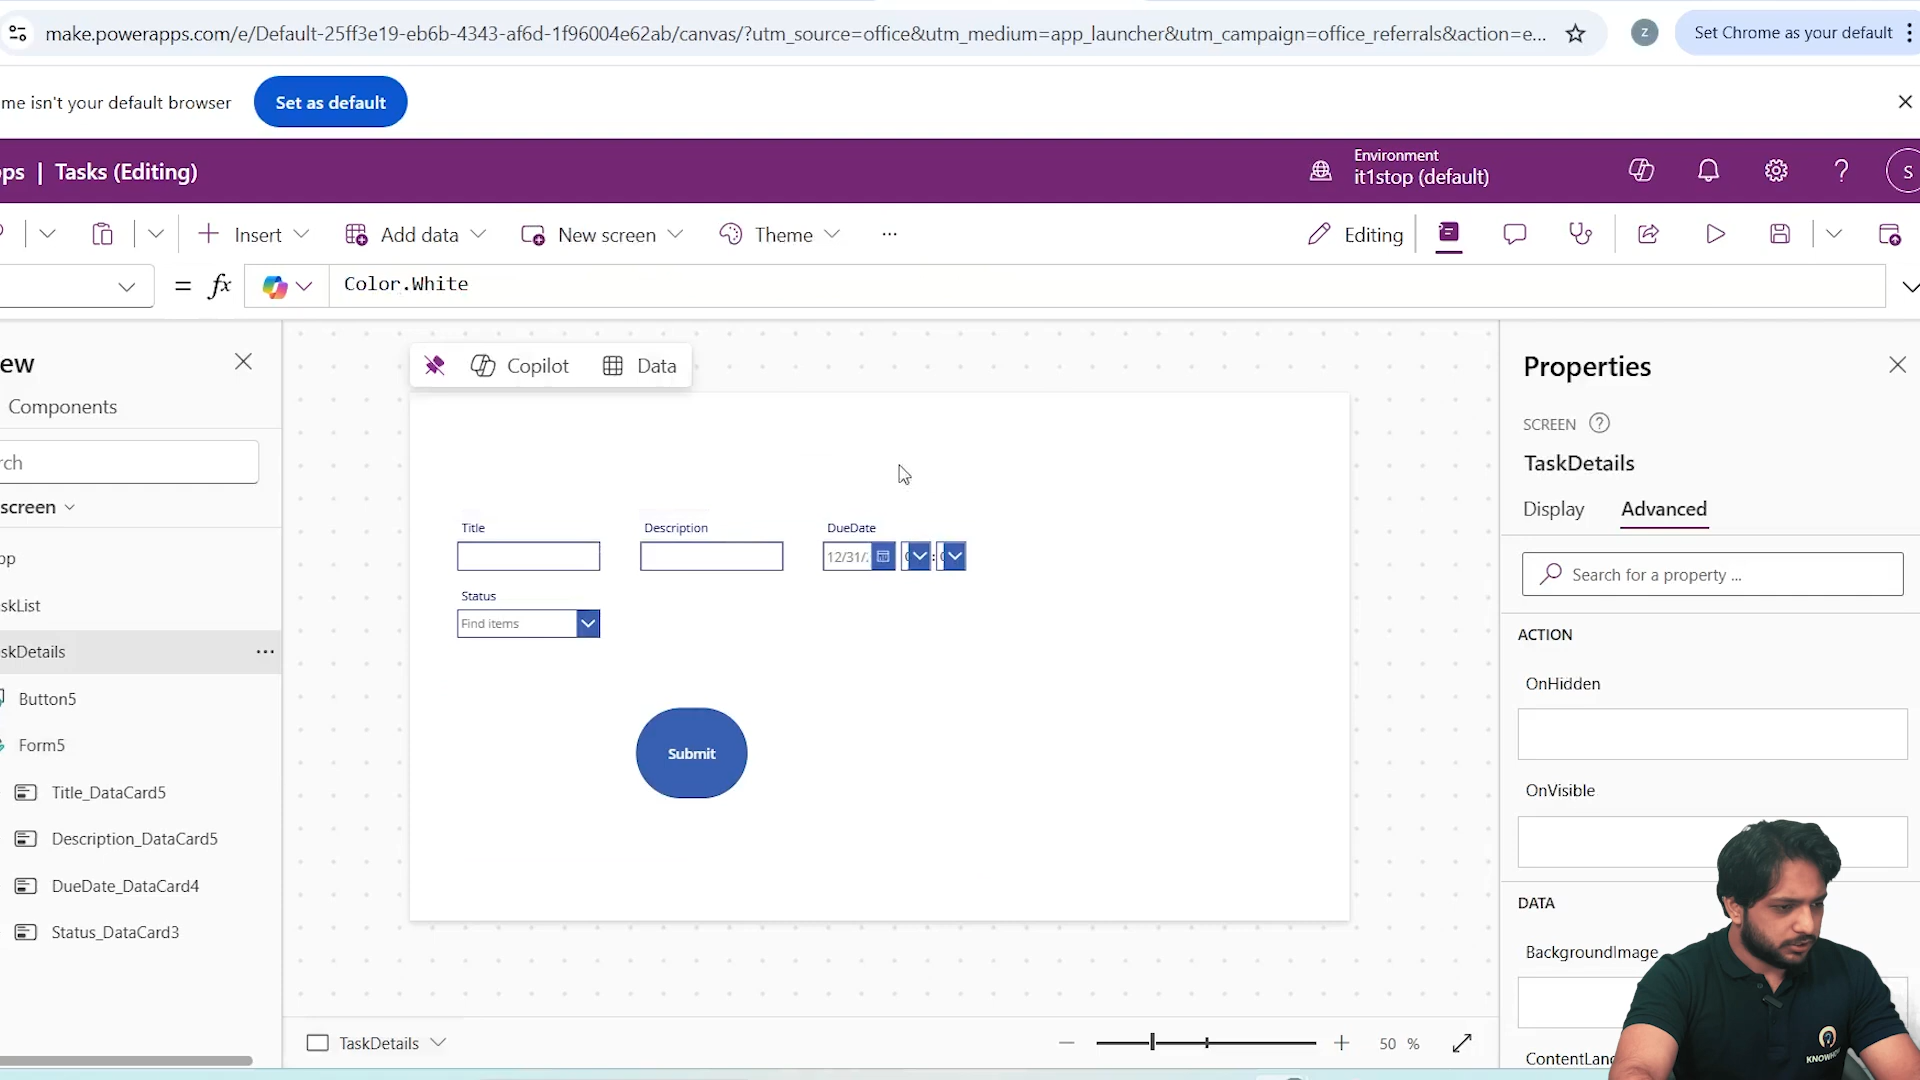 make.powerapps.com/e/Default-25ff3e19-eb6b-4343-af6d-1f96004e62ab/canvas/?utm_source=office&utm_medium=app_launcher&utm_campaign=office_referrals&action=e...
Z
Set Chrome as your default
me isn't your default browser
Set as default
ps | Tasks (Editing)
Environment
it1stop (default)
S
Insert
Add data
New screen
Theme
...
Editing
= fx
Color.White
ew
Components
rch
screen
pp
skList
skDetails
...
Button5
Form5
Title_DataCard5
Description_DataCard5
DueDate_DataCard4
Status_DataCard3
Copilot
Data
Title
Description
DueDate
12/31/.
:
Status
Find items
Submit
TaskDetails
50 %
Properties
SCREEN
TaskDetails
Display
Advanced
Search for a property ...
ACTION
OnHidden
OnVisible
DATA
BackgroundImage
ContentLang